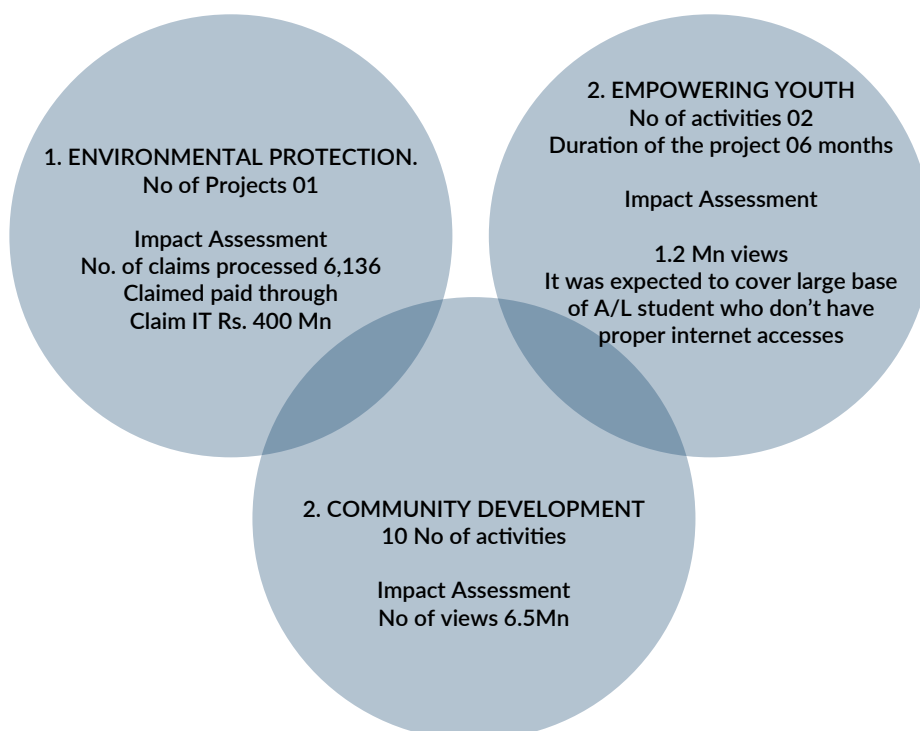 1. ENVIRONMENTAL PROTECTION.
No of Projects 01
Impact Assessment
No. of claims processed 6,136
Claimed paid through
Claim IT Rs. 400 Mn
2. EMPOWERING YOUTH
No of activities 02
Duration of the project 06 months
Impact Assessment
1.2 Mn views
It was expected to cover large base
of A/L student who don’t have
proper internet accesses
2. COMMUNITY DEVELOPMENT
10 No of activities
Impact Assessment
No of views 6.5Mn